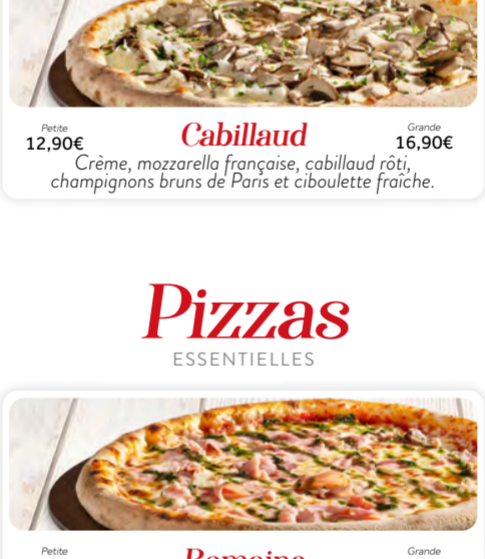 Petite
Cabillaud
Grande
12,90€
16,90€
Crème, mozzarella française, cabillaud rôti,
champignons bruns de Paris et ciboulette fraîche.
Pizzas
ESSENTIELLES
Petite
Romaine
Grande